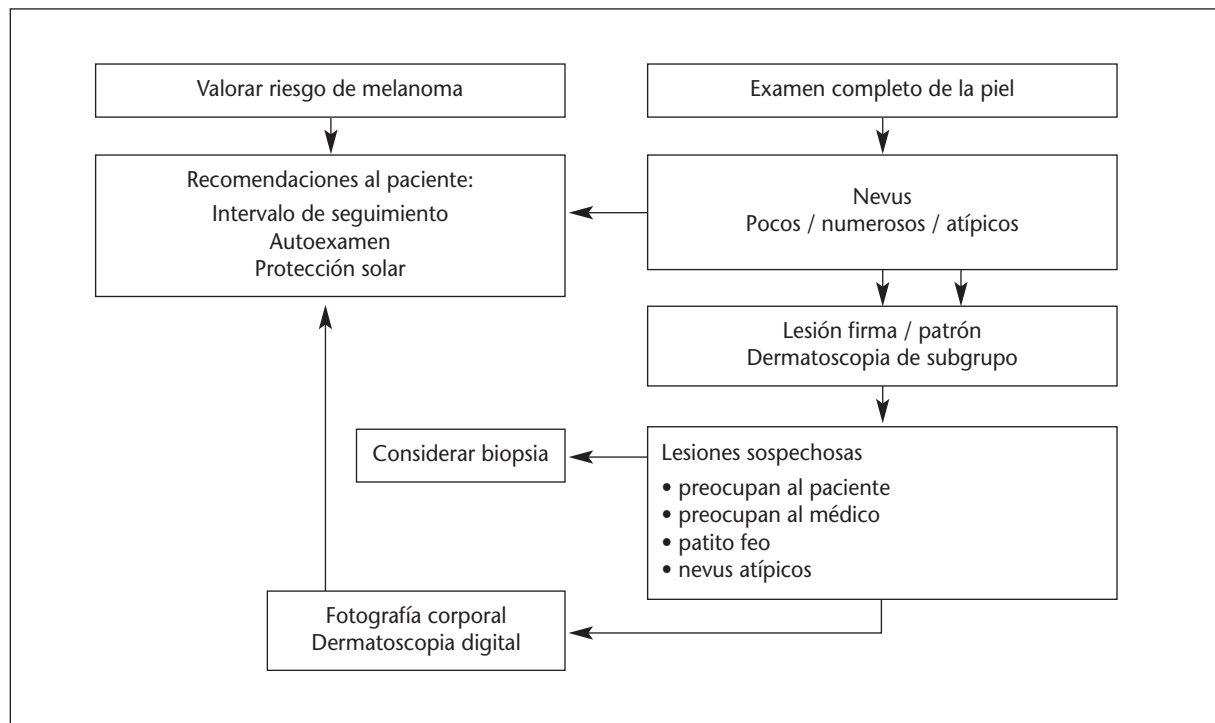 Valorar riesgo de melanoma
Examen completo de la piel
Recomendaciones al paciente:
Intervalo de seguimiento
Autoexamen
Protección solar
Nevus
Pocos / numerosos / atípicos
Lesión firma / patrón
Dermatoscopia de subgrupo
Considerar biopsia
Lesiones sospechosas
• preocupan al paciente
• preocupan al médico
• patito feo
• nevus atípicos
Fotografía corporal
Dermatoscopia digital